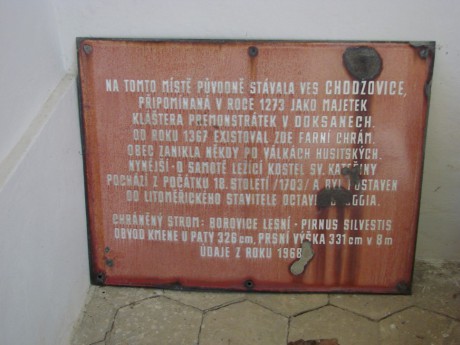 NA TOMTO MÍSTĚ PŮVODNĚ STÁVALA VES CHODŽOVICE,
PŘIPOMÍNANÁ V ROCE 1273 JAKO MAJETEK
KLÁŠTERA PREMONSTRÁTEK V DOKSANECH.
OD ROKU 1367 EXISTOVAL ZDE FARNÍ CHRÁM.
OBEC ZANIKLA NĚKDY PO VÁLKÁCH HUSITSKÝCH.
NYNĚJŠÍ - O SAMOTĚ LEŽÍCÍ KOSTEL SV. KATEŘINY
POCHÁZÍ Z POČÁTKU 18. STOLETÍ /1703/ A BYL POSTAVEN
OD LITOMĚŘICKÉHO STAVITELE OCTAVIA
CHRÁNĚNÝ STROM: BOROVICE LESNÍ - PIRNUS SILVESTIS
OBVOD KMENE U PATY 326 cm, PRSNÍ VÝŠKA 331 cm v 8 m
ÚDAJE Z ROKU 1968